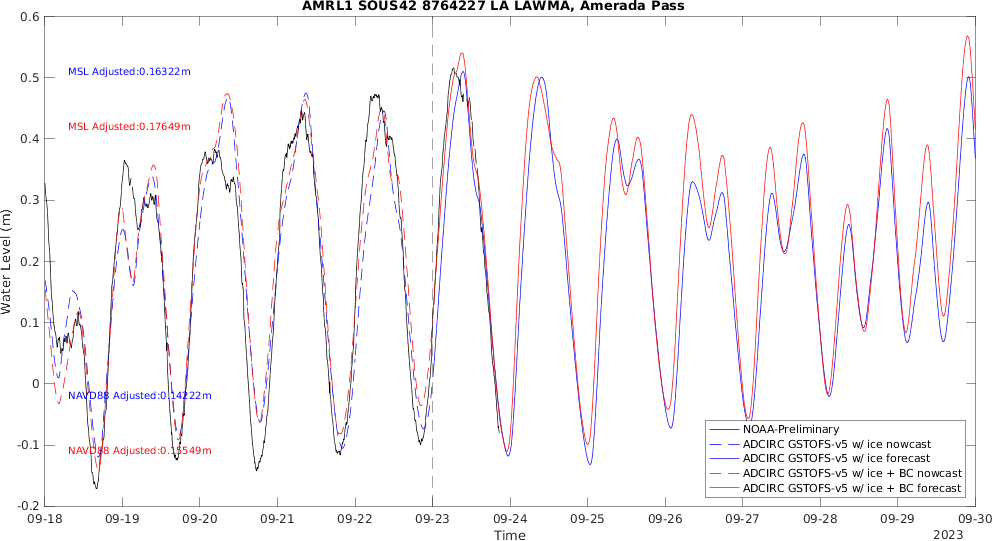 AMRL1 SOUS42 8764227 LA LAWMA, Amerada Pass
0.6
0.5
0.4
0.3
0.2
0.1
0
-0.1
-0.2
Water Level (m)
MSL Adjusted:0.16322m
MSL Adjusted:0.17649m
NAVD88 Adjusted:0.14222m
NAVD88 Adjusted:0.15549m
NOAA-Preliminary
ADCIRC GSTOFS-v5 w/ ice nowcast
ADCIRC GSTOFS-v5 w/ ice forecast
ADCIRC GSTOFS-v5 w/ ice + BC nowcast
ADCIRC GSTOFS-v5 w/ ice + BC forecast
09-18 09-19 09-20 09-21 09-22 09-23 09-24 09-25 09-26 09-27 09-28 09-29 09-30
Time
2023